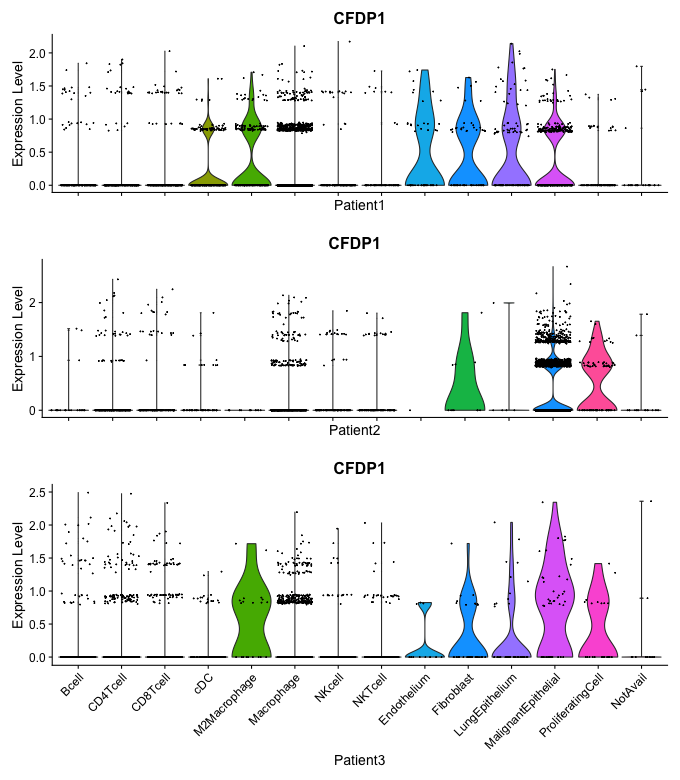 CFDP1
Expression Level
2.0
1.5
1.0
0.5
0.0
Patient1
CFDP1
Expression Level
2
1
0
Patient2
CFDP1
Expression Level
2.5
2.0
1.5
1.0
0.5
0.0
Bcell
CD4Tcell
CD8Tcell
cDC
M2Macrophage
Macrophage
NKcell
NKTcell
Endothelium
Fibroblast
LungEpithelium
MalignantEpithelial
ProliferatingCell
NotAvail
Patient3